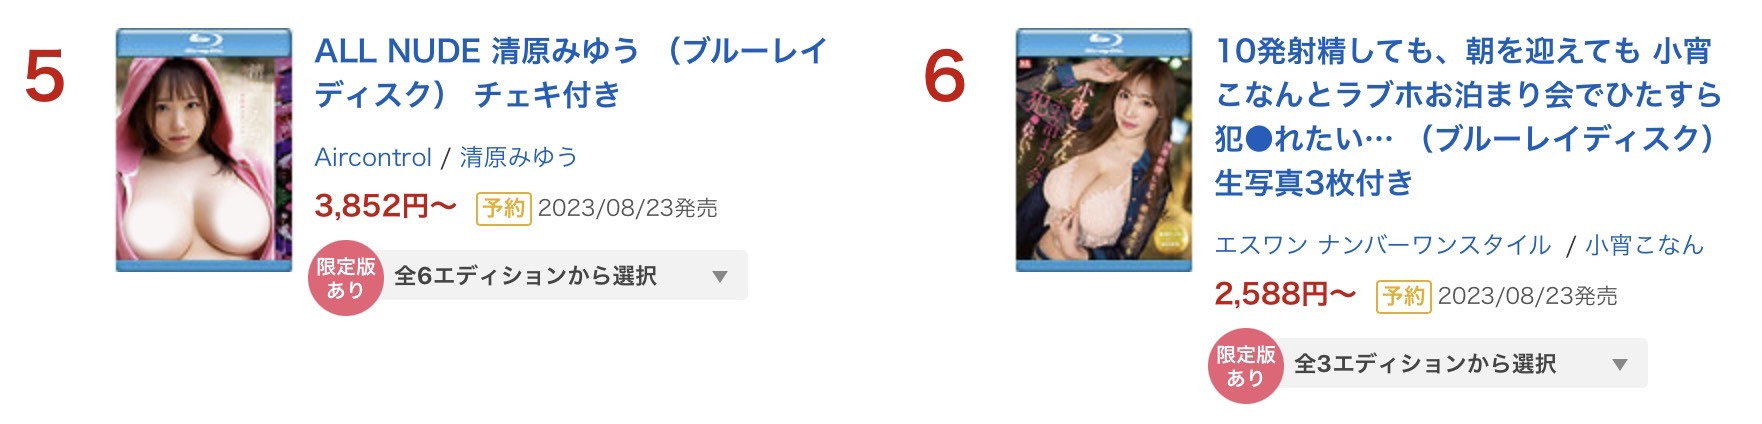 5
ALL NUDE 清原みゆう （ブルーレイ
ディスク） チェキ付き
Aircontrol / 清原みゆう
3,852円～ 予約 2023/08/23発売
限定版
あり
全6エディションから選択
6
10発射精しても、朝を迎えても 小宵
こなんとラブホお泊まり会でひたすら
犯●れたい… （ブルーレイディスク）
生写真3枚付き
エスワン ナンバーワンスタイル / 小宵こなん
2,588円～ 予約 2023/08/23発売
限定版
あり
全3エディションから選択